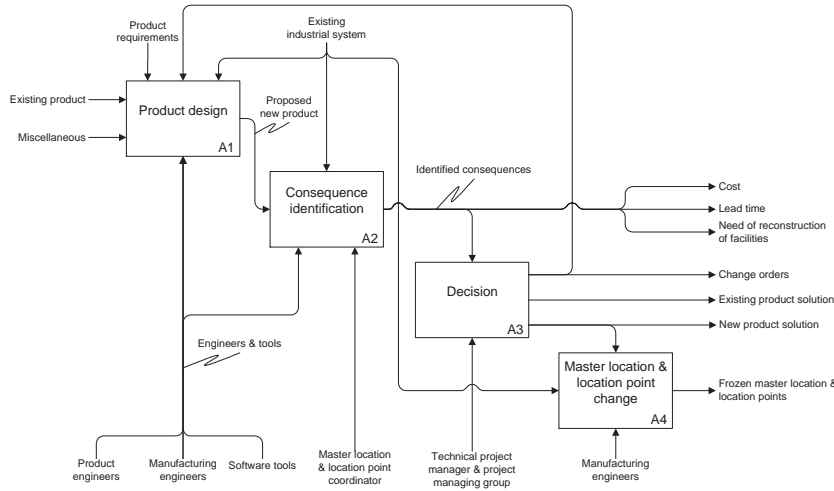 Product
requirements
Existing
industrial system
Existing product
Product design
Proposed
new product
Miscellaneous
A1
Consequence
identification
Identified consequences
Cost
Lead time
Need of reconstruction
of facilities
A2
Change orders
Decision
Existing product solution
New product solution
A3
Engineers & tools
Master location &
location point
change
Frozen master location &
location points
A4
Product
engineers
Manufacturing
engineers
Software tools
Master location
& location point
coordinator
Technical project
manager & project
managing group
Manufacturing
engineers